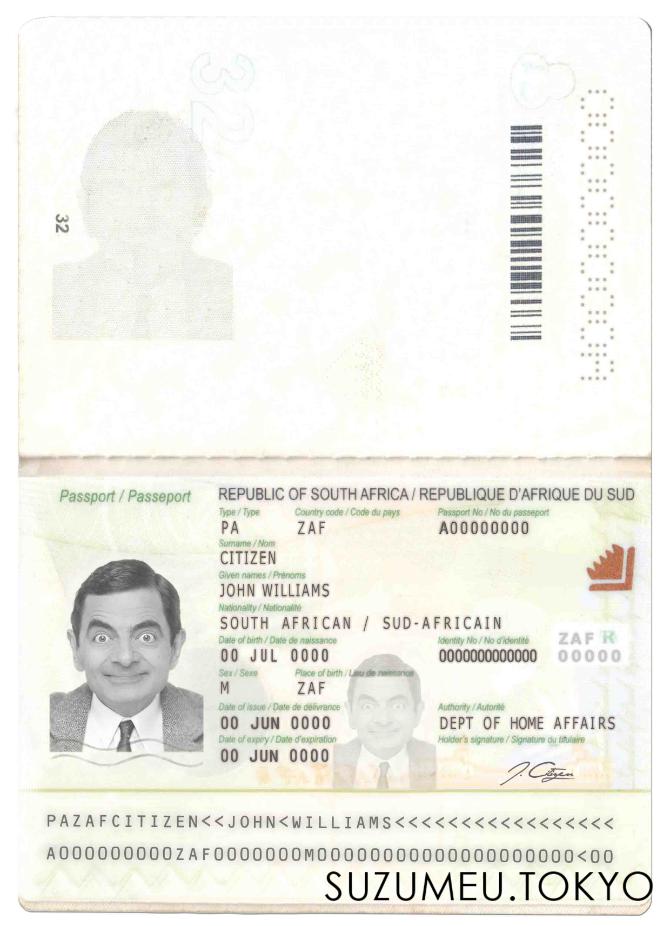 32
32
Passport / Passeport
REPUBLIC OF SOUTH AFRICA / REPUBLIQUE D'AFRIQUE DU SUD
Type / Type Country code / Code du pays Passport No / No du passeport
PA ZAF A00000000
Surname / Nom
CITIZEN
Given names / Prénoms
JOHN WILLIAMS
Nationality / Nationalité
SOUTH AFRICAN / SUD-AFRICAIN
Date of birth / Date de naissance Identity No / No d'identité
00 JUL 0000 0000000000000
ZAF R
00000
Sex / Sexe Place of birth / Lieu de naissance
M ZAF
Date of issue / Date de délivrance Authority / Autorité
00 JUN 0000 DEPT OF HOME AFFAIRS
Date of expiry / Date d'expiration Holder's signature / Signature du titulaire
00 JUN 0000
J. Citizen
PAZAFCITIZEN<<JOHN<WILLIAMS<<<<<<<<<<<<<<<<<
A000000000ZAF0000000M0000000000000000000000<00
SUZUMEU.TOKYO